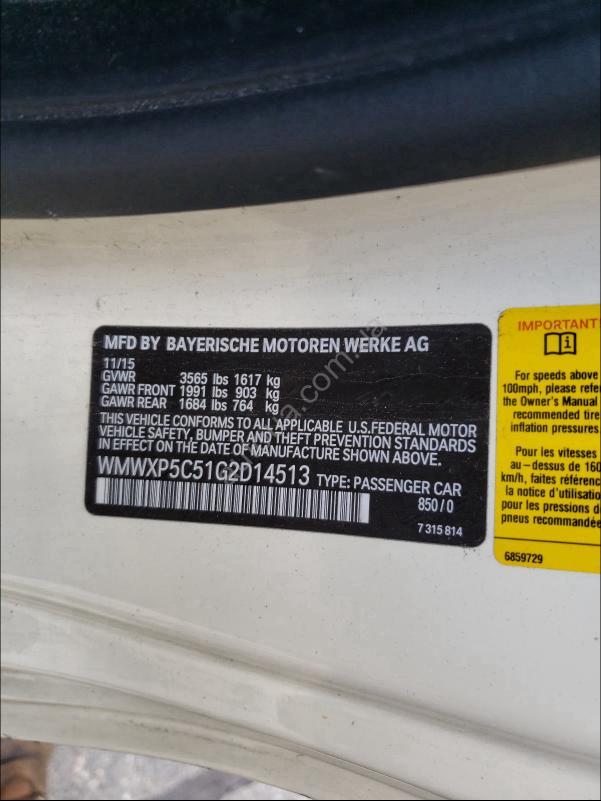 MFD BY BAYERISCHE MOTOREN WERKE AG
11/15
GVWR 3565 lbs 1617 kg
GAWR FRONT 1991 lbs 903 kg
GAWR REAR 1684 lbs 764 kg
THIS VEHICLE CONFORMS TO ALL APPLICABLE U.S.FEDERAL MOTOR
VEHICLE SAFETY, BUMPER AND THEFT PREVENTION STANDARDS
IN EFFECT ON THE DATE OF MANUFACTURE SHOWN ABOVE.
WMWXP5C51G2D14513 TYPE: PASSENGER CAR
850 / 0
7 315 814
IMPORTANT
For speeds above
100mph, please refer
the Owner's Manual
recommended tire
inflation pressures
Pour les vitesses
au-dessus de 160
km/h, faites référence
la notice d'utilisation
pour les pressions de
pneus recommandée
6859729